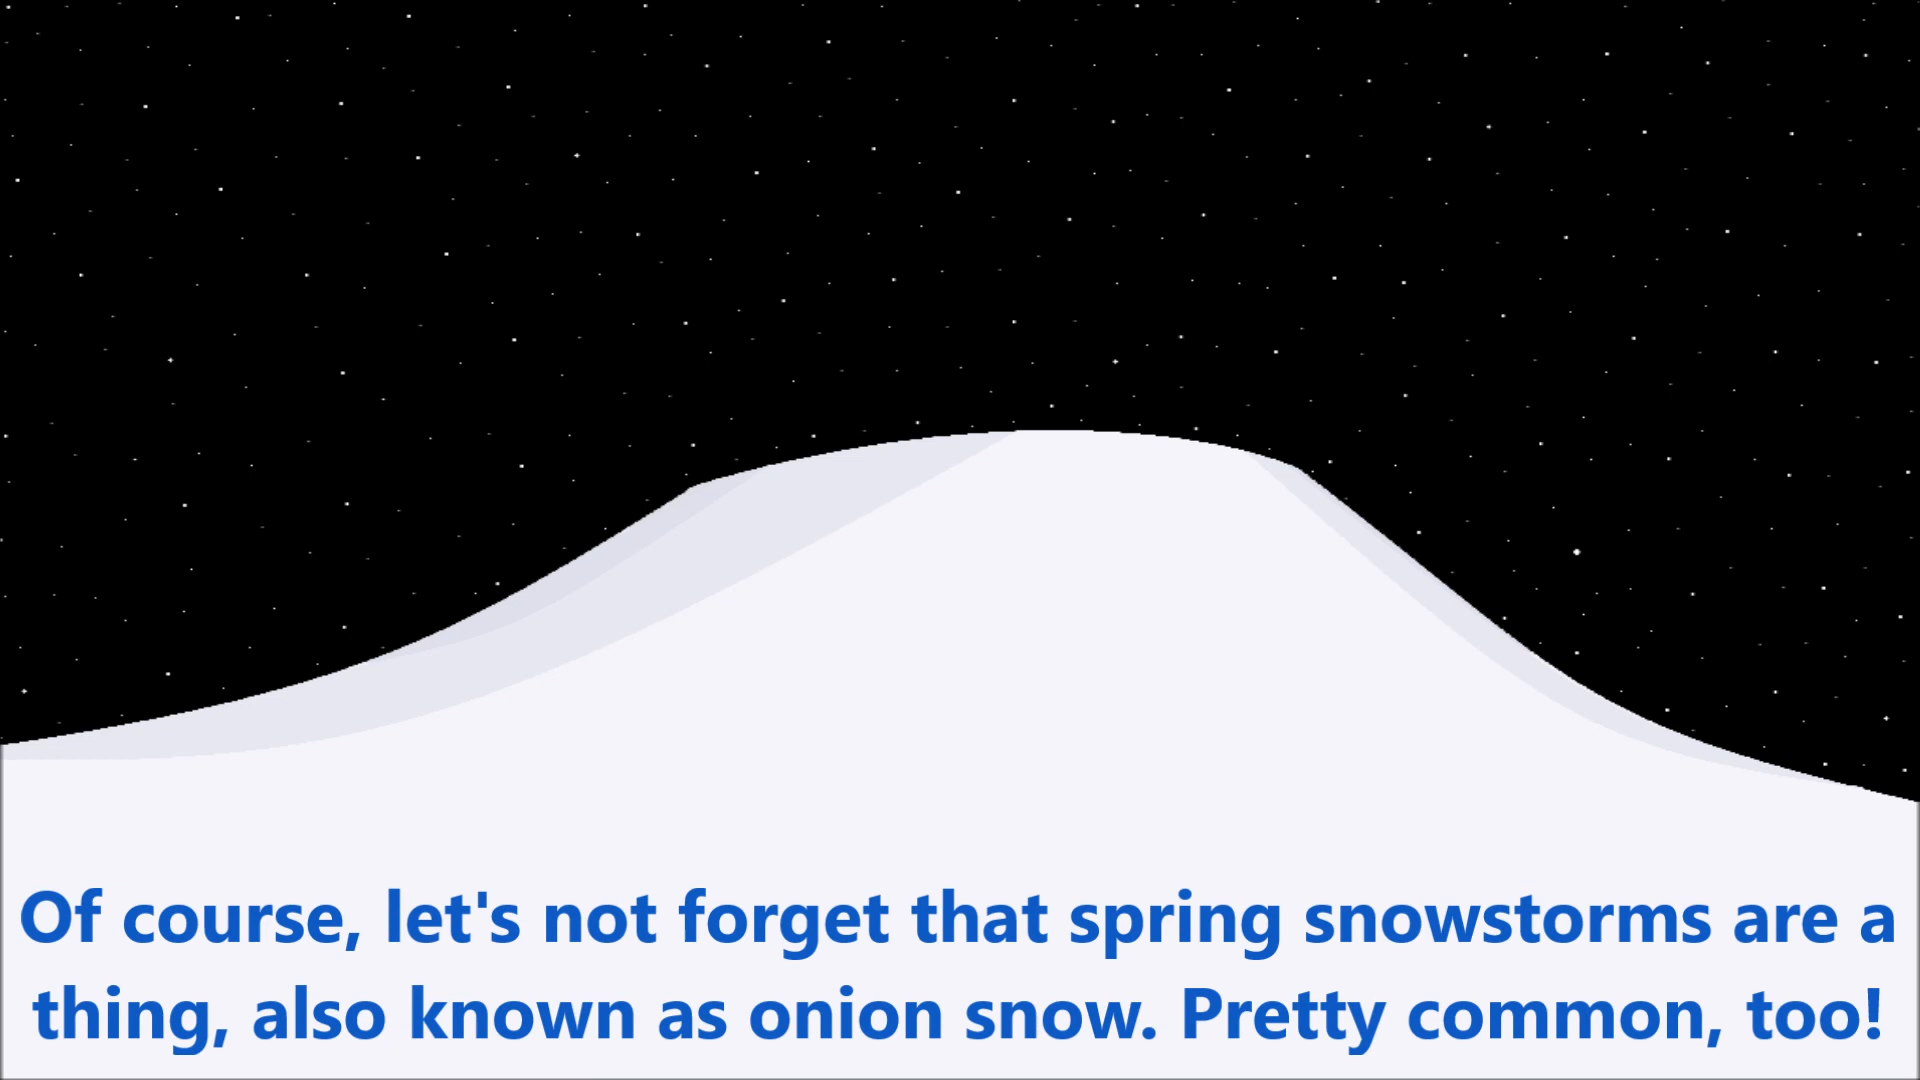 Of course, let's not forget that spring snowstorms are a
thing, also known as onion snow. Pretty common, too!